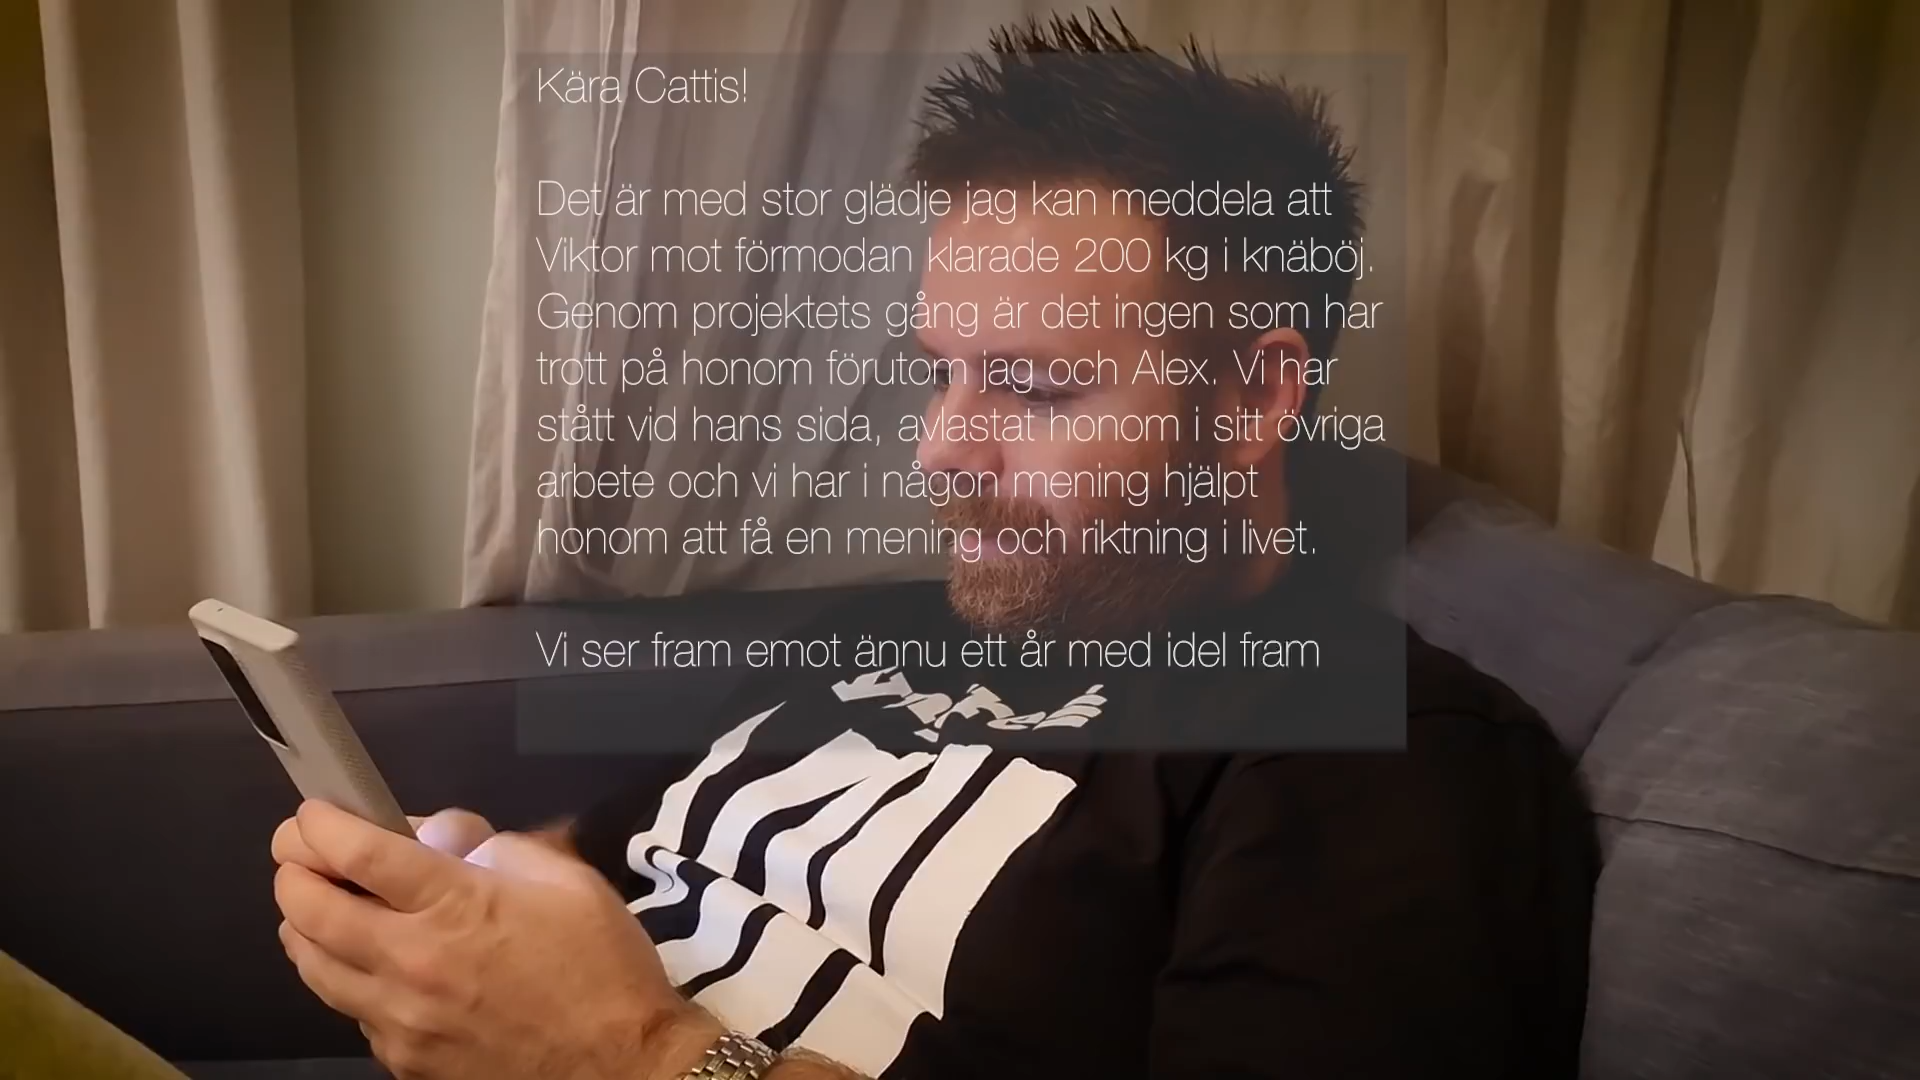 Kära Cattis!
Det är med stor glädje jag kan meddela att
Viktor mot förmodan klarade 200 kg i knäböj.
Genom projektets gång är det ingen som har
trott på honom förutom jag och Alex. Vi har
stått vid hans sida, avlastat honom i sitt övriga
arbete och vi har i någon mening hjälpt
honom att få en mening och riktning i livet.
Vi ser fram emot ännu ett år med idel fram